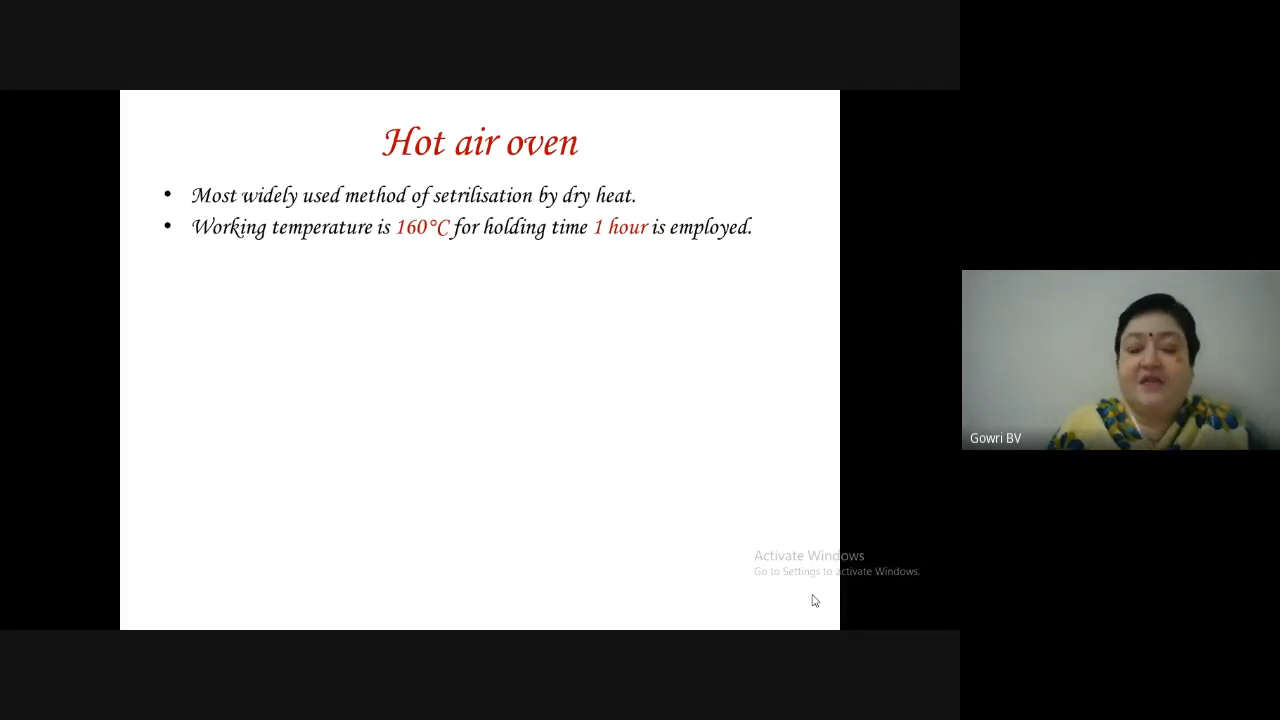 Hot air oven
• Most widely used method of setrilisation by dry heat.
• Working temperature is 160°C for holding time 1 hour is employed.
Gowri BV
Activate Windows
Go to Settings to activate Windows.